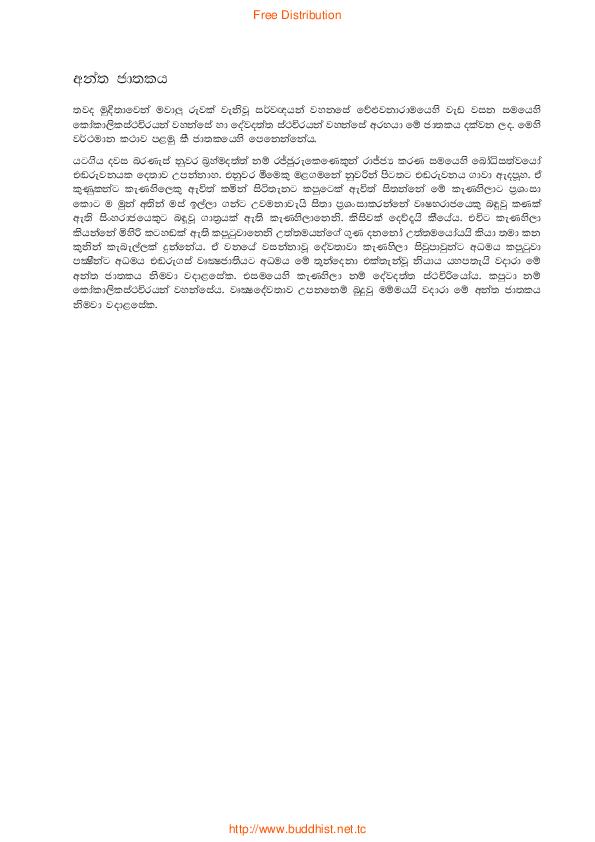 Free Distribution
අන්ත ජාතකය
තවද මුදිතාවෙන් මවාලු රුවක් වැනිවූ සර්වඥයන් වහනසේ වේළුවනාරාමයෙහි වැඩ වසන සමයෙහි
කෝකාලිකස්ථවිරයන් වහන්සේ හා දේවදත්ත ස්ථවිරයන් වහන්සේ අරභයා මේ ජාතකය දක්වන ලද. මෙහි
වර්ථමාන කථාව පළමු කී ජාතකයෙහි පෙනෙන්නේය.
යටගිය දවස බරණැස් නුවර බ්‍රහ්මදත්ත් නම් රජ්ජුරුකෙණෙකුන් රාජ්ජ්‍ය කරණ සමයෙහි බෝධිසත්වයෝ
එඬරුවනයක දෙතාව උපන්නාහ. එනුවර මීමෙකු මළගමනේ නුවරින් පිටතට එඬරුවනය ගාවා ඇදපූහ. ඒ
කුණුකන්ට කැණහිලෙකු ඇවිත් කමින් සිටිතැනට කපුටෙක් ඇවිත් සිතන්නේ මේ කැණහිලාට ප්‍රශංසා
කොට ම මුන් අතින් මස් ඉල්ලා ගන්ට උවමනාවැයි සිතා ප්‍රශංසාකරන්නේ වෘෂභරාජයෙකු බඳුවු කණක්
ඇති සිංහරාජයෙකුට බඳූවූ ගාත්‍රයක් ඇති කැණහිලානෙනි. කිසිවක් දෙව්දැයි කීයේය. එවිට කැණහිලා
කියන්නේ මිහිරි කටහඬක් ඇති කපුටුවානෙනි උත්තමයන්ගේ ගුණ දනනෝ උත්තමයෝයයි කියා තමා කන
කුනින් කැබැල්ලක් දුන්නේය. ඒ වනයේ වසන්නාවූ දේවතාවා කැණහිලා සිවුපාවුන්ට අධමය කපුටුවා
පක්‍ෂීන්ට අධමය එඬරුගස් වෘක්‍ෂජාතියට අධමය මේ තුන්දෙනා එක්තැන්වූ නියාය යහපතැයි වදාරා මේ
අන්ත ජාතකය නිමවා වදාළසේක. එසමයෙහි කැණහිලා නම් දේවදත්ත ස්ථවිරියෝය. කපුටා නම්
කෝකාලිකස්ථවිරයන් වහන්සේය. වෘක්‍ෂදේවතාව උපනනෙම් බුදුවූ මම්මයයි වදාරා මේ අන්ත ජාතකය
නිමවා වදාළසේක.
http://www.buddhist.net.tc